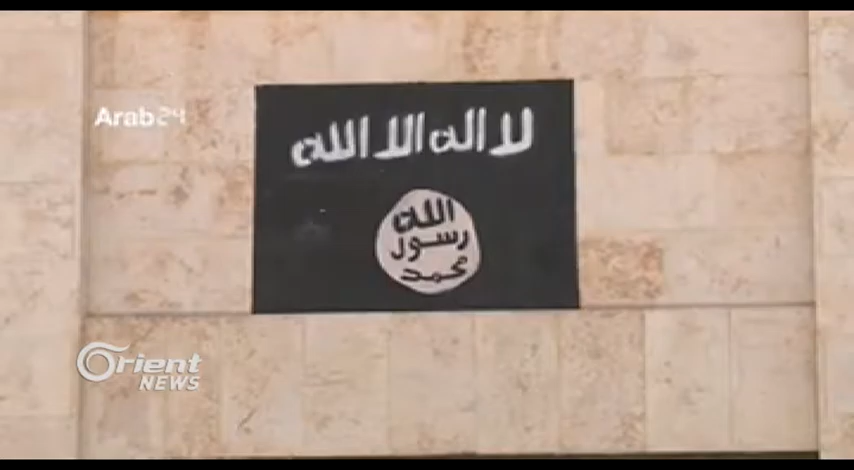 Arab24
لا اله الا الله
الله
رسول
محمد
Orient
NEWS